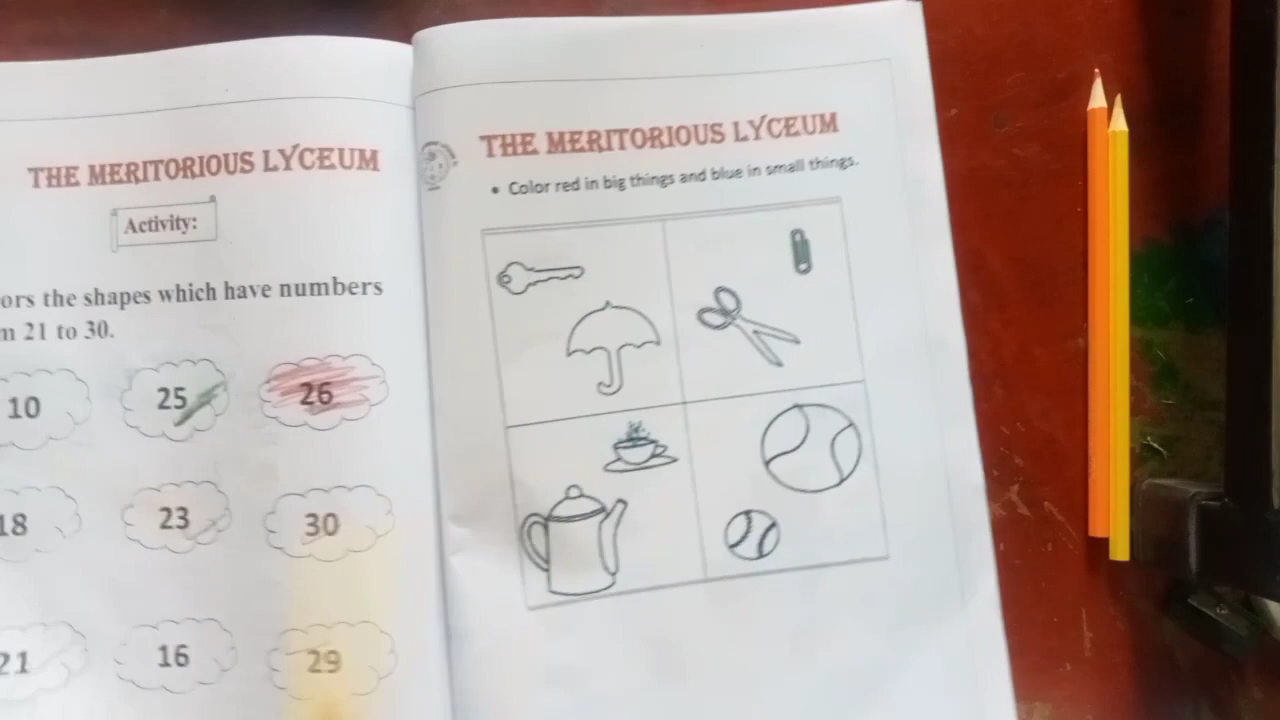 THE MERITORIOUS LYCEUM
Activity:
ors the shapes which have numbers
m 21 to 30.
10 25 26
18 23 30
21 16 29
THE MERITORIOUS LYCEUM
• Color red in big things and blue in small things.